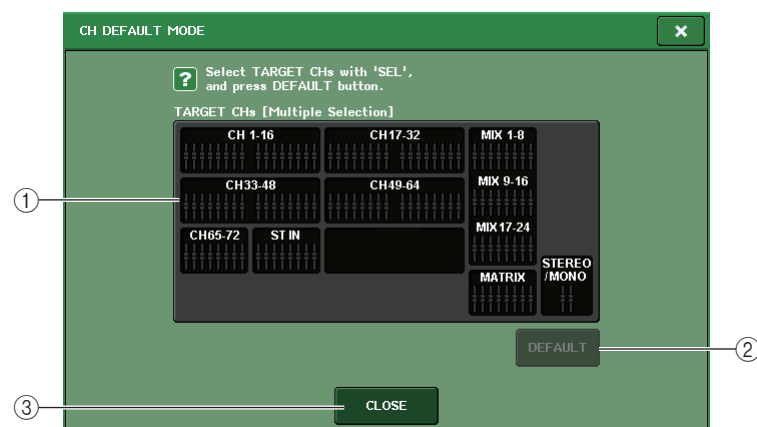 CH DEFAULT MODE
×
? Select TARGET CHs with 'SEL',
and press DEFAULT button.
TARGET CHs [Multiple Selection]
CH 1-16
CH17-32
MIX 1-8
CH33-48
CH49-64
MIX 9-16
CH65-72
ST IN
MIX17-24
MATRIX
STEREO
/MONO
DEFAULT
CLOSE
1
2
3